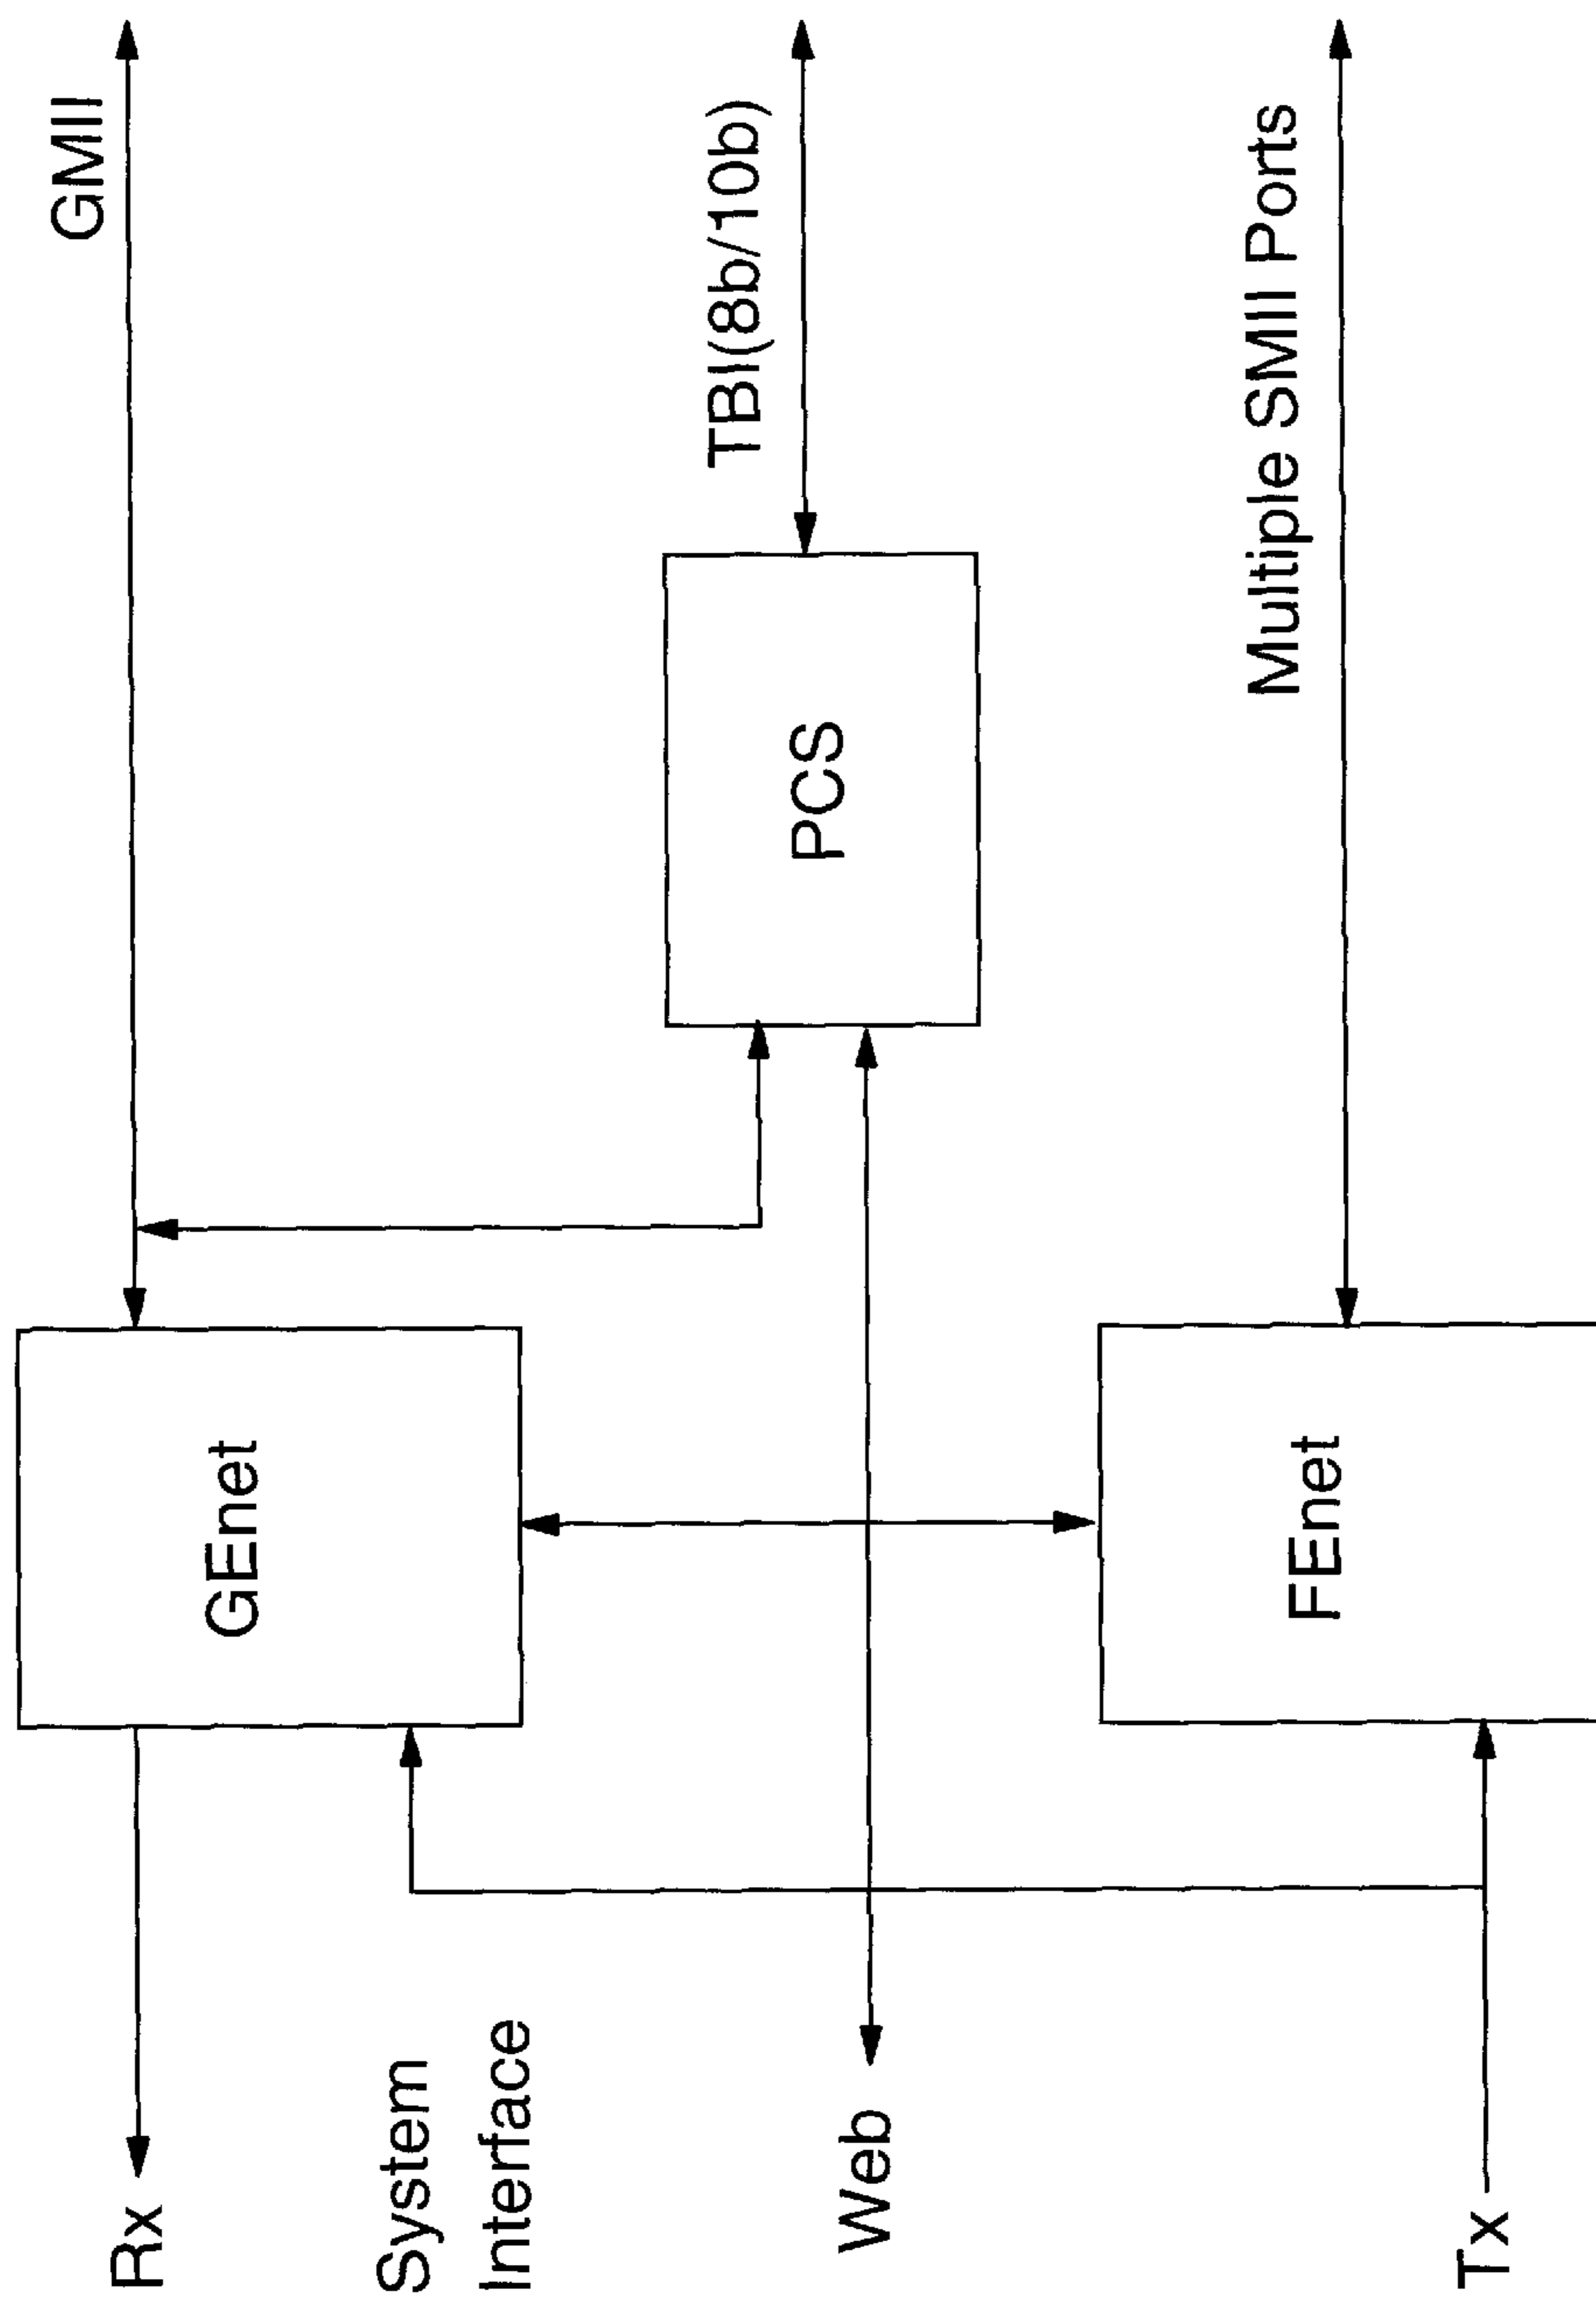 Rx
GEnet
GMII
System
Interface
PCS
TBI(8b/10b)
Web
FEnet
Multiple SMII Ports
Tx